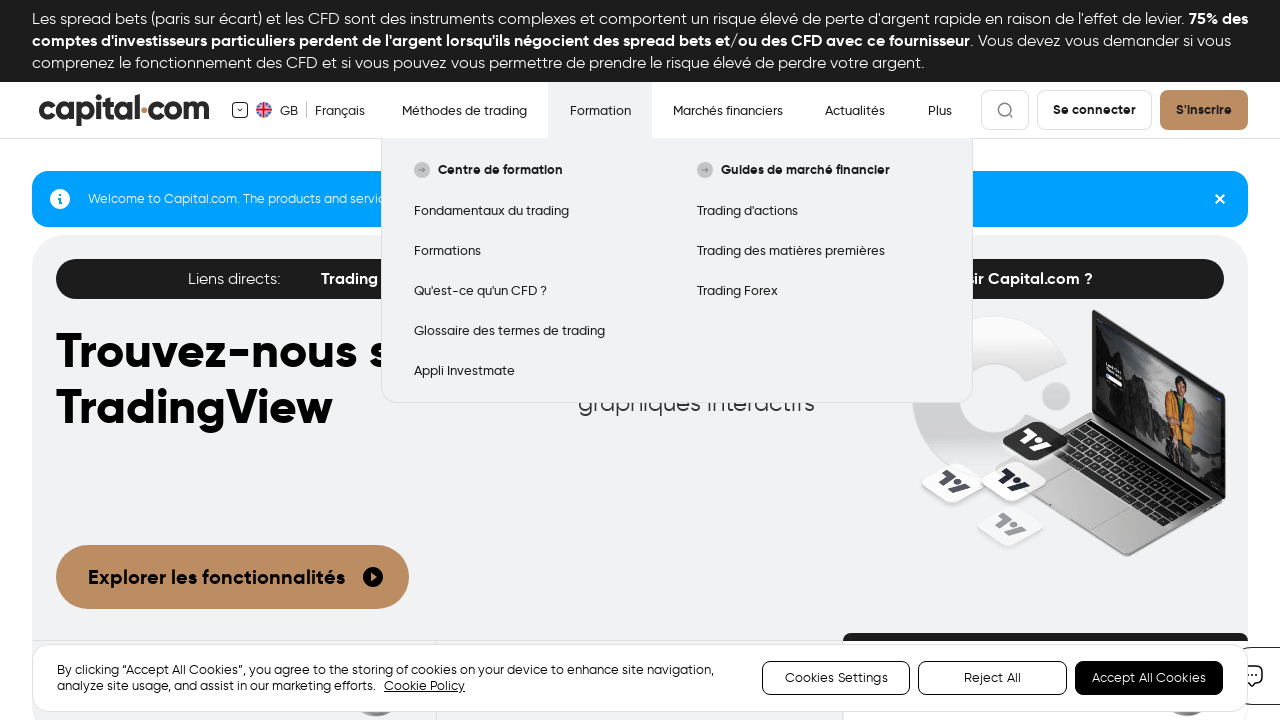 Les spread bets (paris sur écart) et les CFD sont des instruments complexes et comportent un risque élevé de perte d'argent rapide en raison de l'effet de levier. 75% des
comptes d'investisseurs particuliers perdent de l'argent lorsqu'ils négocient des spread bets et/ou des CFD avec ce fournisseur. Vous devez vous demander si vous
comprenez le fonctionnement des CFD et si vous pouvez vous permettre de prendre le risque élevé de perdre votre argent.
capital.com
GB
Français
Méthodes de trading
Formation
Marchés financiers
Actualités
Plus
Se connecter
S'inscrire
Centre de formation
Fondamentaux du trading
Formations
Qu'est-ce qu'un CFD ?
Glossaire des termes de trading
Appli Investmate
Guides de marché financier
Trading d'actions
Trading des matières premières
Trading Forex
Welcome to Capital.com. The products and servic
Liens directs:
Trading
sir Capital.com ?
Trouvez-nous s
TradingView
graphiques interactifs
Explorer les fonctionnalités
By clicking “Accept All Cookies”, you agree to the storing of cookies on your device to enhance site navigation,
analyze site usage, and assist in our marketing efforts. Cookie Policy
Cookies Settings
Reject All
Accept All Cookies